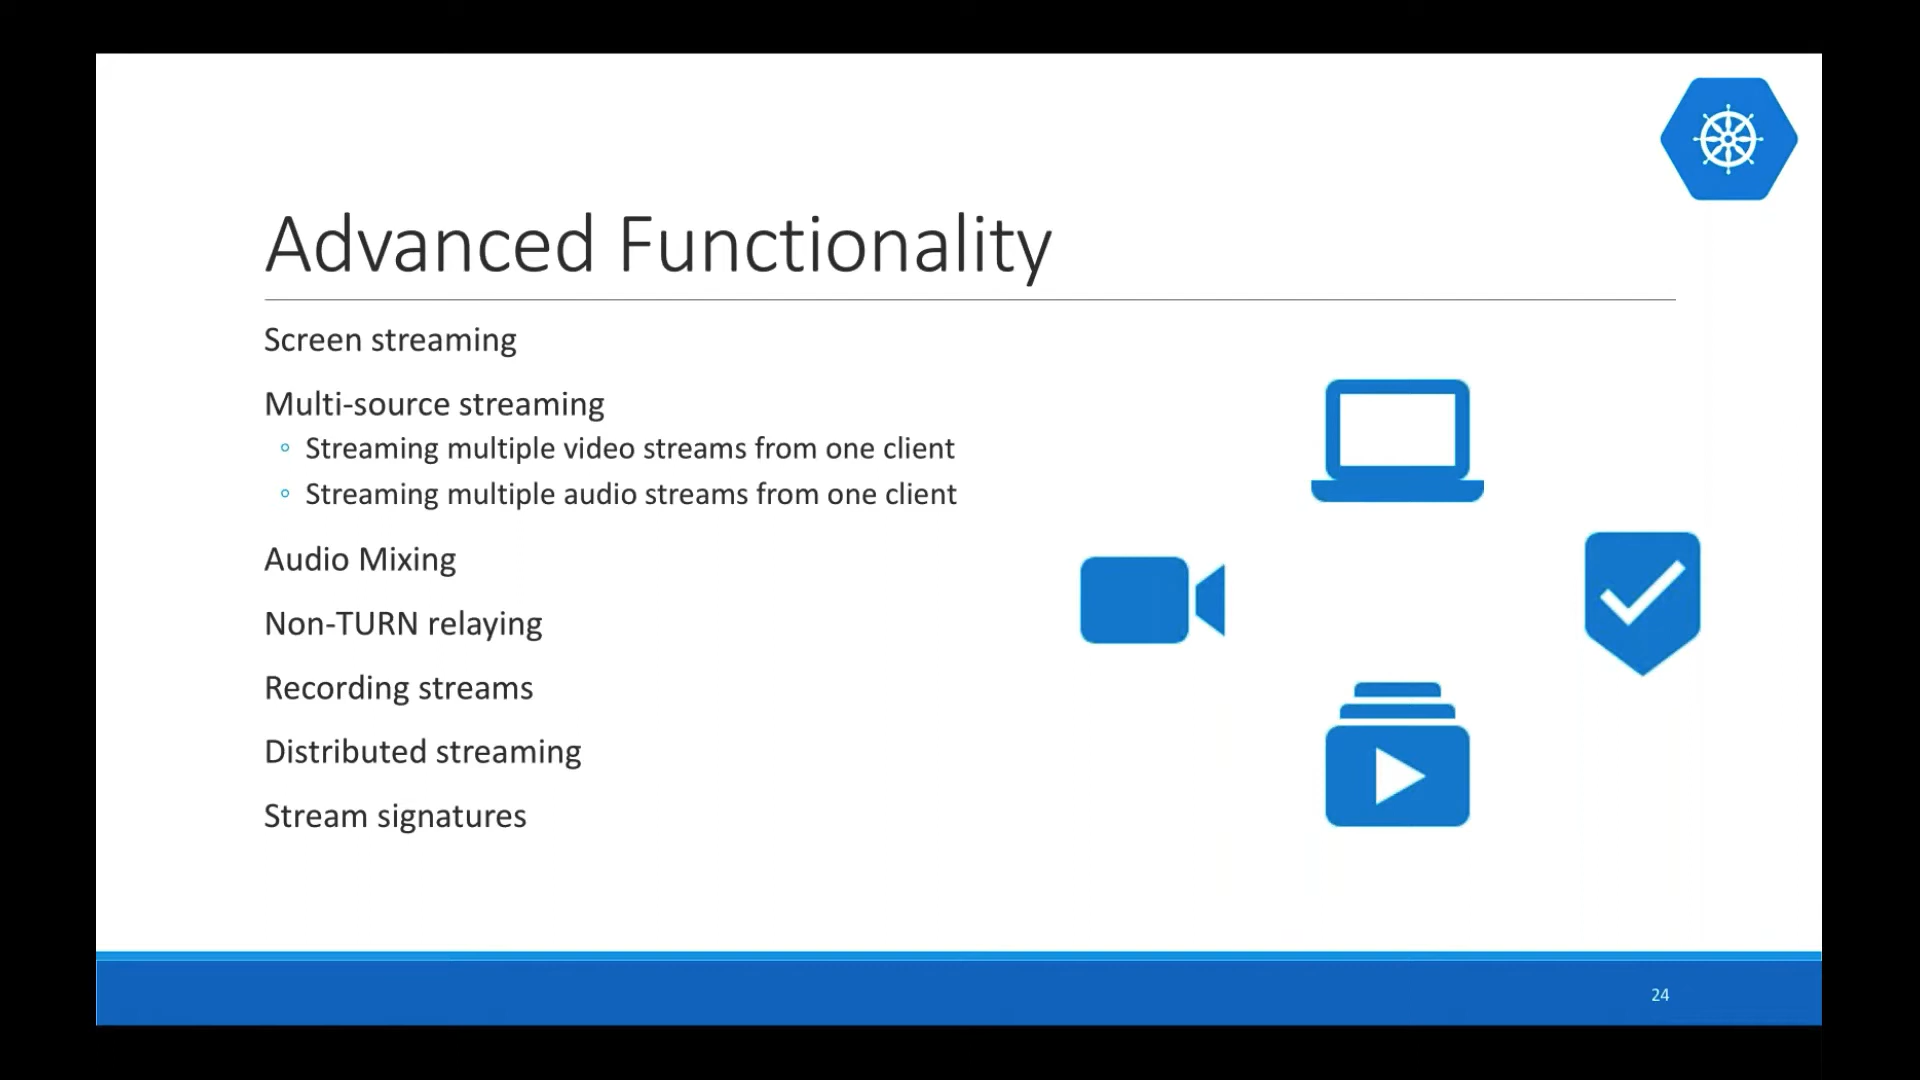 Advanced Functionality
Screen streaming
Multi-source streaming
◦ Streaming multiple video streams from one client
◦ Streaming multiple audio streams from one client
Audio Mixing
Non-TURN relaying
Recording streams
Distributed streaming
Stream signatures
24